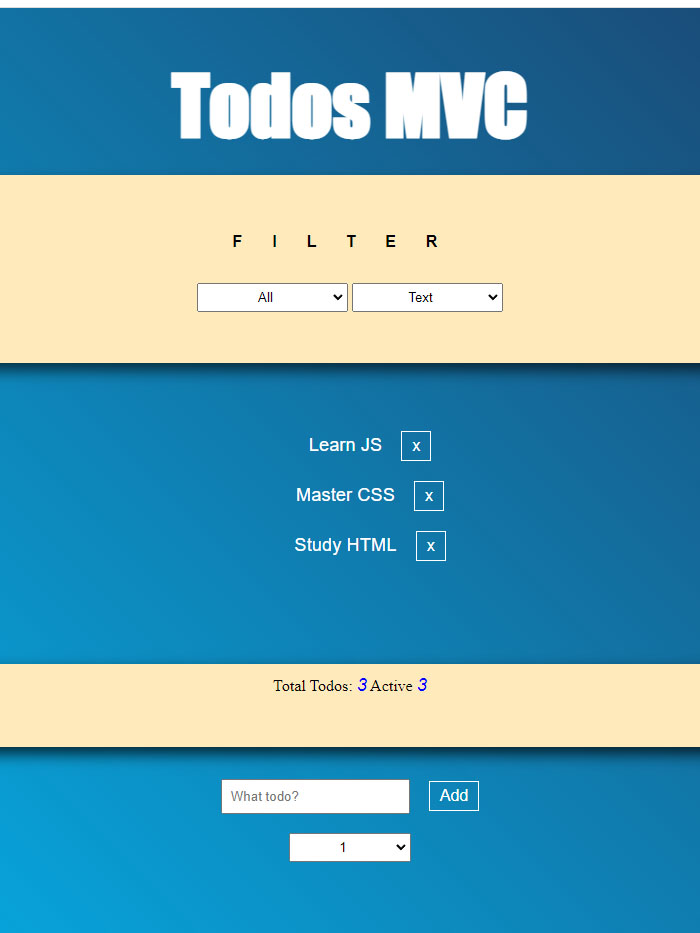 Todos MVC
F I L T E R
All Text
Learn JS x
Master CSS x
Study HTML x
Total Todos: 3 Active 3
What todo? Add
1